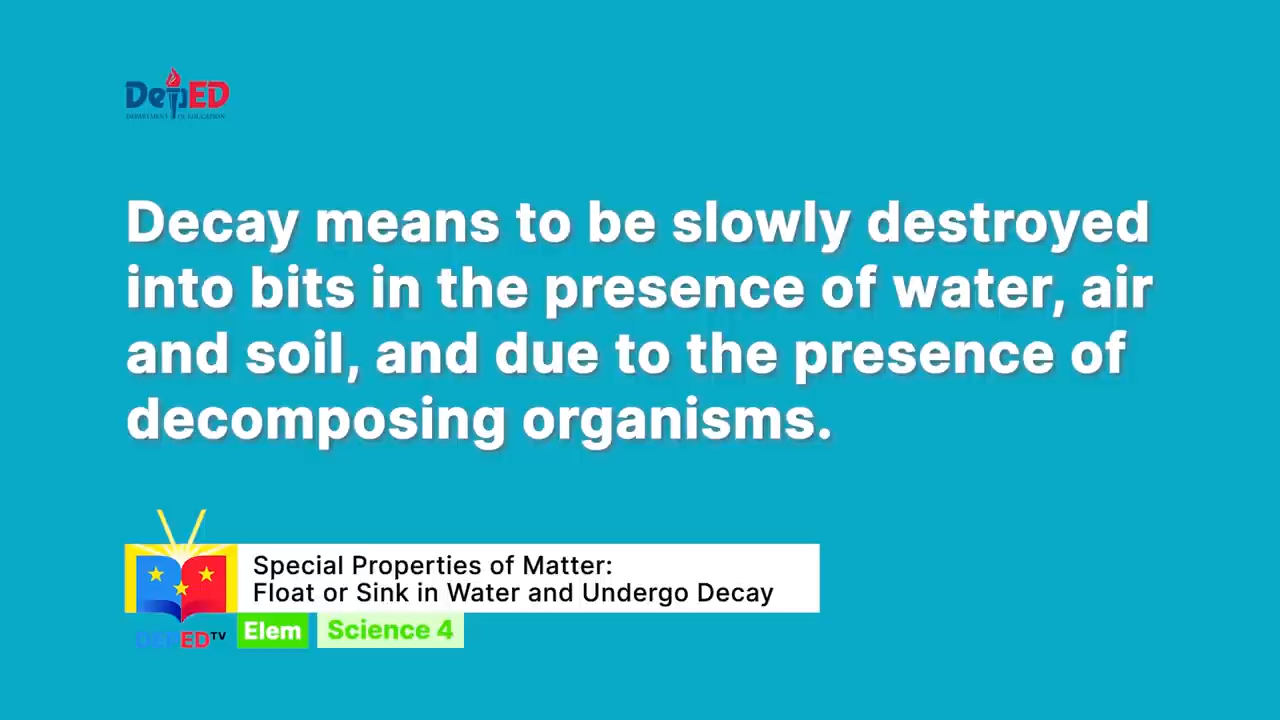 DepED
DEPARTMENT OF EDUCATION
Decay means to be slowly destroyed
into bits in the presence of water, air
and soil, and due to the presence of
decomposing organisms.
Special Properties of Matter:
Float or Sink in Water and Undergo Decay
DEPED TV
Elem
Science 4